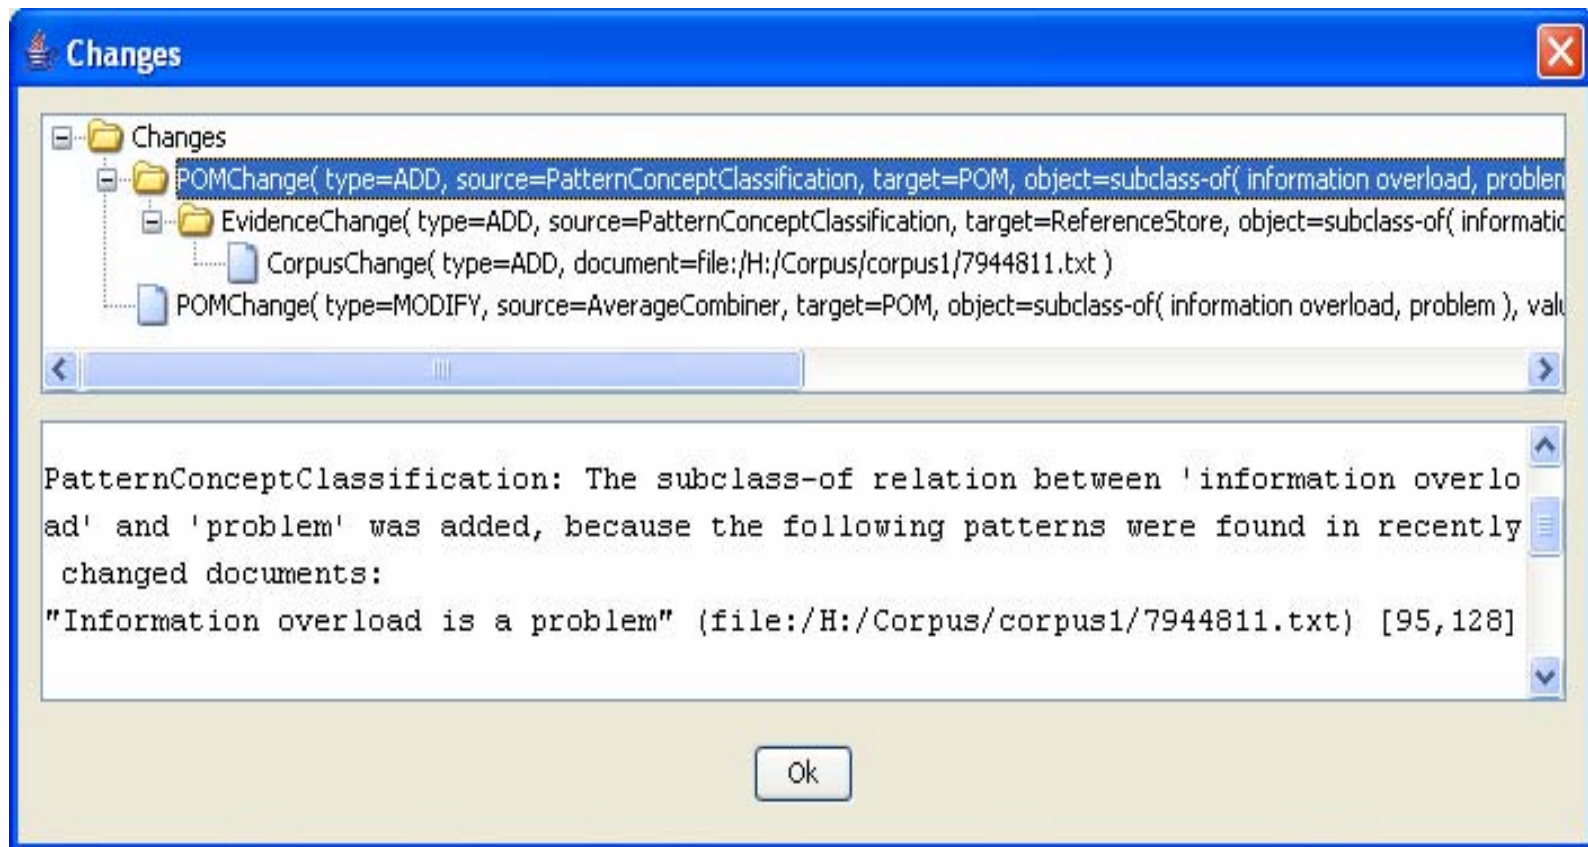 Changes
Changes
POMChange( type=ADD, source=PatternConceptClassification, target=POM, object=subclass-of( information overload, problem
EvidenceChange( type=ADD, source=PatternConceptClassification, target=ReferenceStore, object=subclass-of( informatio
CorpusChange( type=ADD, document=file:/H:/Corpus/corpus1/7944811.txt )
POMChange( type=MODIFY, source=AverageCombiner, target=POM, object=subclass-of( information overload, problem ), valu
PatternConceptClassification: The subclass-of relation between 'information overlo
ad' and 'problem' was added, because the following patterns were found in recently
changed documents:
"Information overload is a problem" (file:/H:/Corpus/corpus1/7944811.txt) [95,128]
Ok